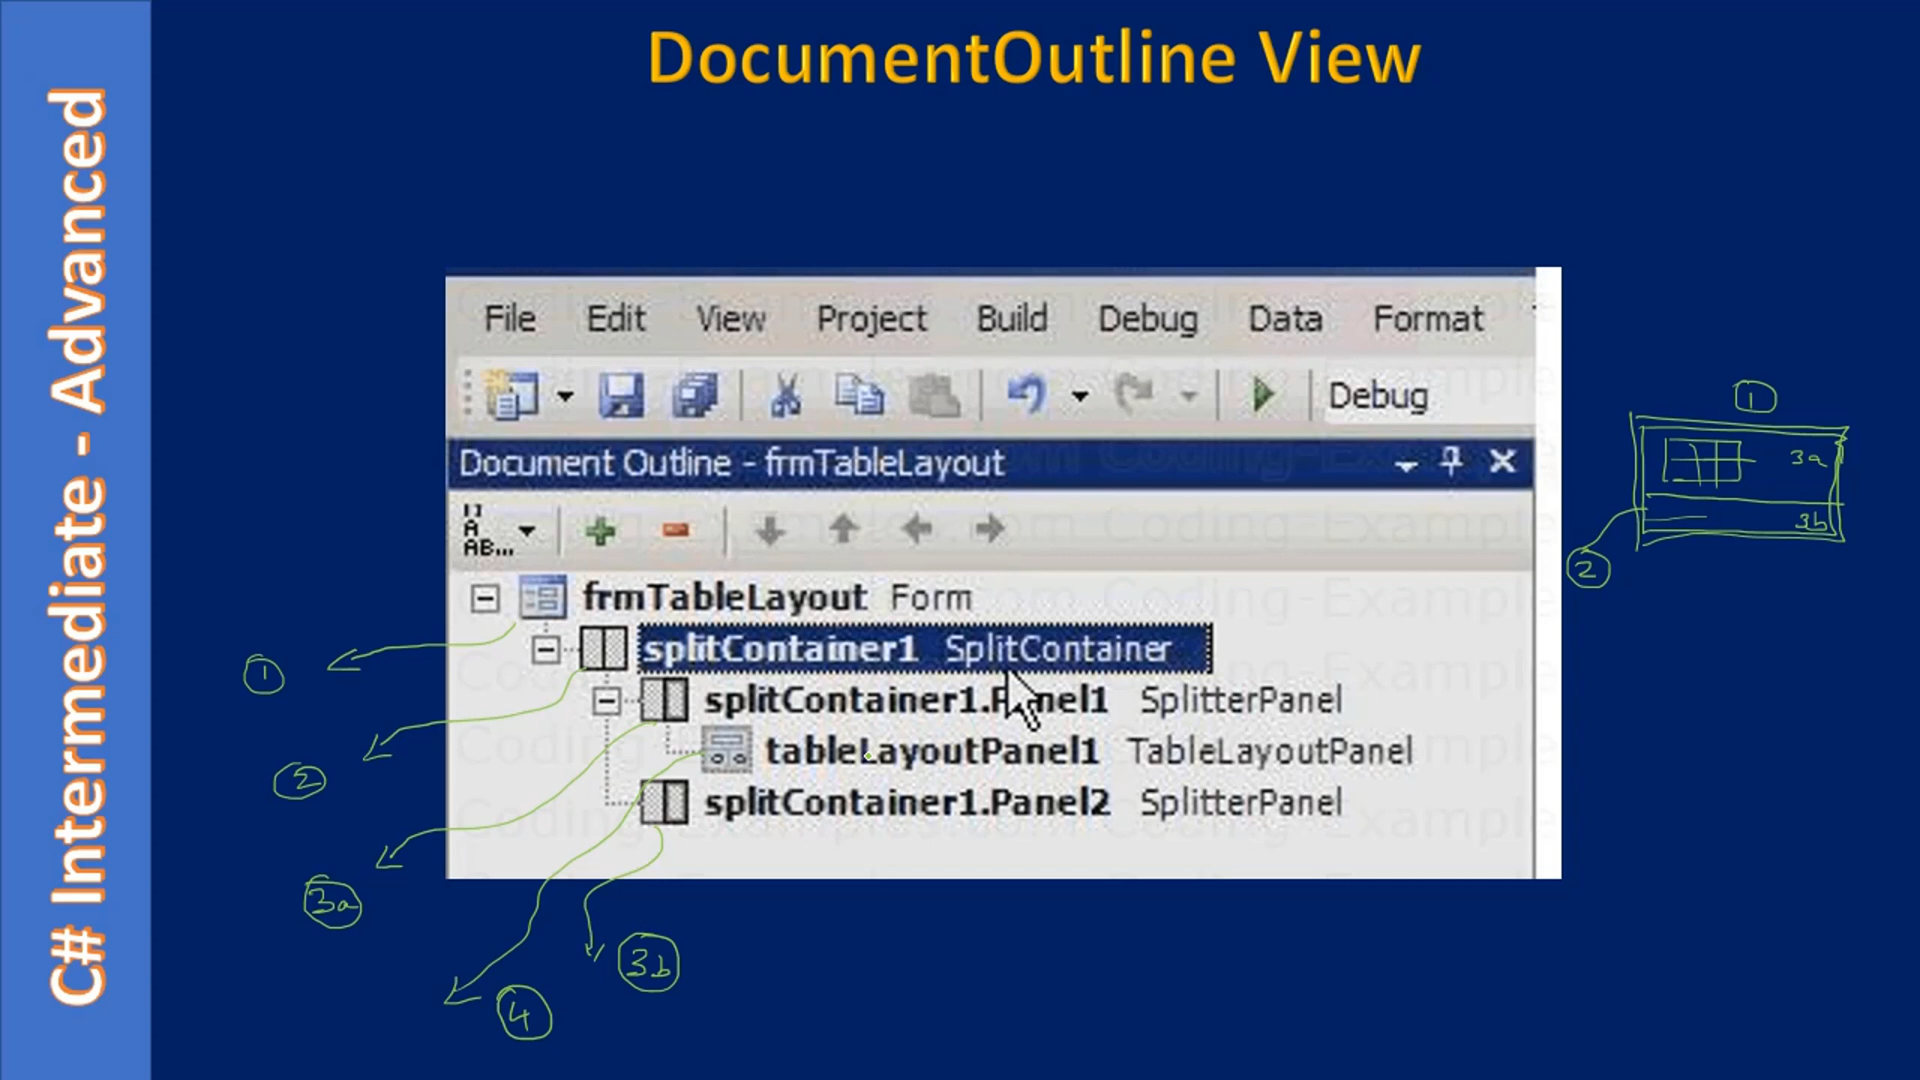 DocumentOutline View
C# Intermediate - Advanced
File Edit View Project Build Debug Data Format
Debug
Document Outline - frmTableLayout
A
AB...
frmTableLayout Form
splitContainer1 SplitContainer
splitContainer1.Panel1 SplitterPanel
tableLayoutPanel1 TableLayoutPanel
splitContainer1.Panel2 SplitterPanel
1
2
3a
4
3b
1
3a
3b
2